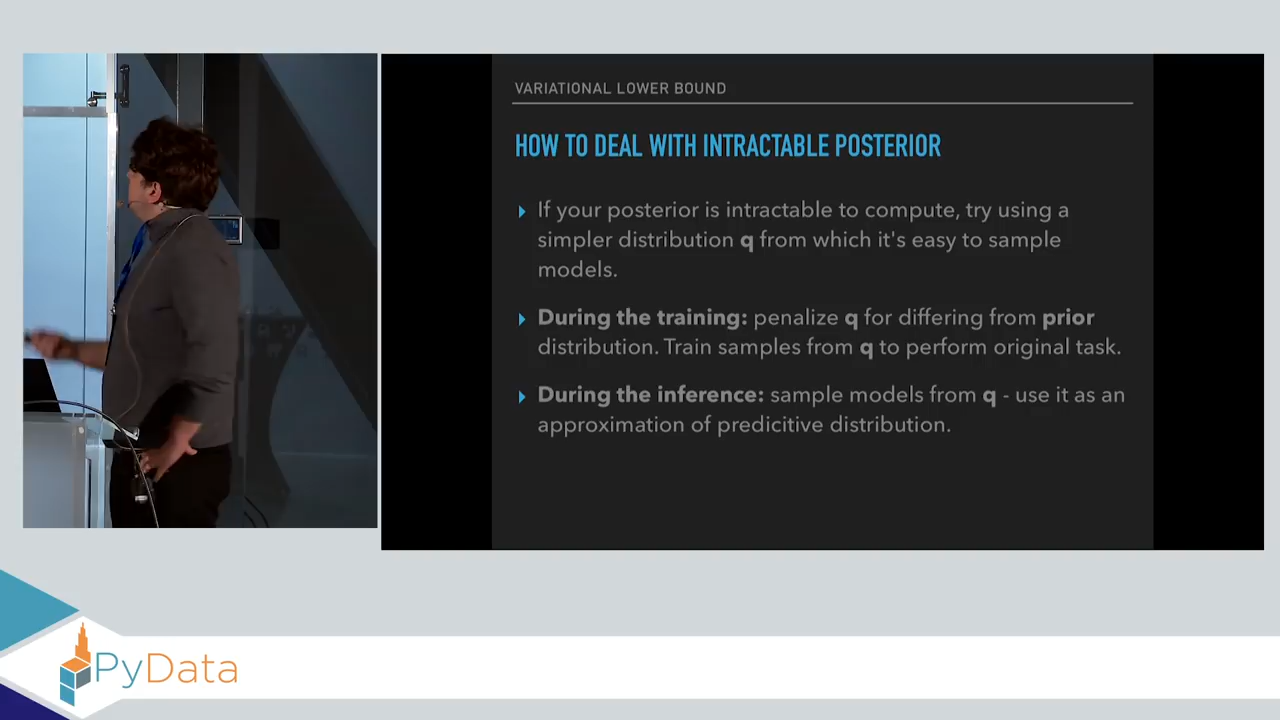 VARIATIONAL LOWER BOUND
HOW TO DEAL WITH INTRACTABLE POSTERIOR
If your posterior is intractable to compute, try using a
simpler distribution q from which it's easy to sample
models.
During the training: penalize q for differing from prior
distribution. Train samples from q to perform original task.
During the inference: sample models from q - use it as an
approximation of predicitive distribution.
PyData